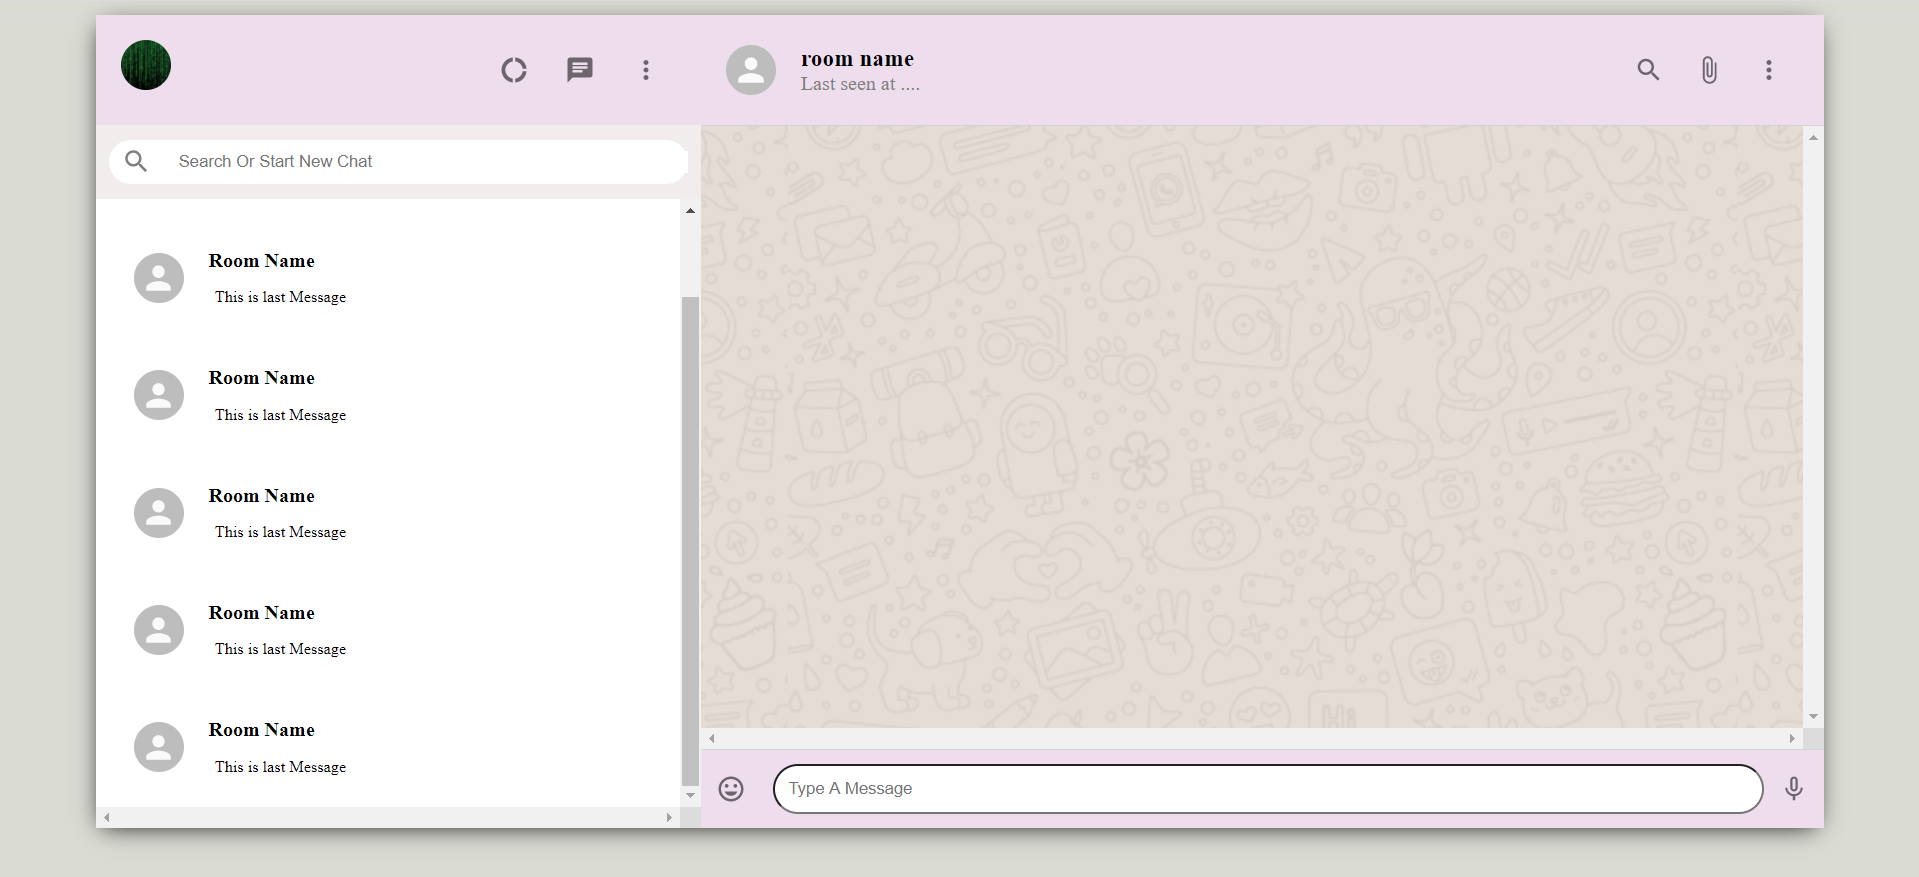 room name
Last seen at ....
Search Or Start New Chat
Room Name
This is last Message
Room Name
This is last Message
Room Name
This is last Message
Room Name
This is last Message
Room Name
This is last Message
Hi
Type A Message